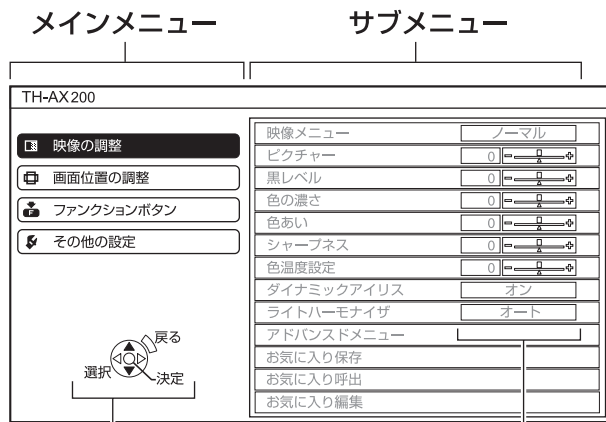 メインメニュー
サブメニュー
TH-AX200
映像の調整
画面位置の調整
ファンクションボタン
その他の設定
戻る
選択
決定
映像メニュー ノーマル
ピクチャー 0
黒レベル 0
色の濃さ 0
色あい 0
シャープネス 0
色温度設定 0
ダイナミックアイリス オン
ライトハーモナイザ オート
アドバンスドメニュー
お気に入り保存
お気に入り呼出
お気に入り編集